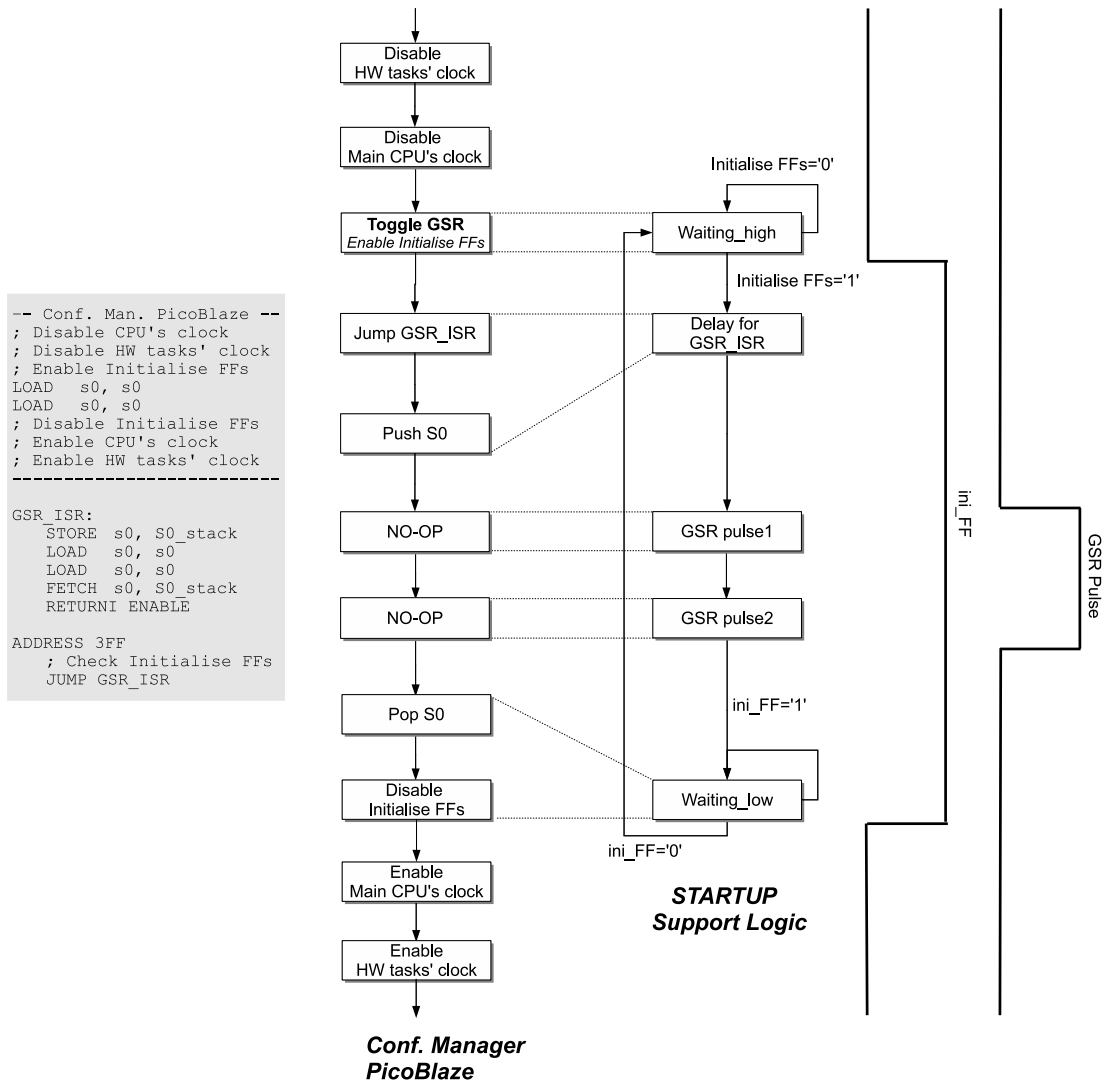 -- Conf. Man. PicoBlaze --
; Disable CPU's clock
; Disable HW tasks' clock
; Enable Initialise FFs
LOAD s0, s0
LOAD s0, s0
; Disable Initialise FFs
; Enable CPU's clock
; Enable HW tasks' clock
---------------------------
GSR_ISR:
STORE s0, S0_stack
LOAD s0, s0
LOAD s0, s0
FETCH s0, S0_stack
RETURNI ENABLE
ADDRESS 3FF
; Check Initialise FFs
JUMP GSR_ISR
Disable
HW tasks' clock
Disable
Main CPU's clock
Toggle GSR
Enable Initialise FFs
Jump GSR_ISR
Push S0
NO-OP
NO-OP
Pop S0
Disable
Initialise FFs
Enable
Main CPU's clock
Enable
HW tasks' clock
Conf. Manager
PicoBlaze
Initialise FFs='0'
Waiting_high
Initialise FFs='1'
Delay for
GSR_ISR
GSR pulse1
GSR pulse2
ini_FF='1'
Waiting_low
ini_FF='0'
STARTUP
Support Logic
ini_FF
GSR Pulse